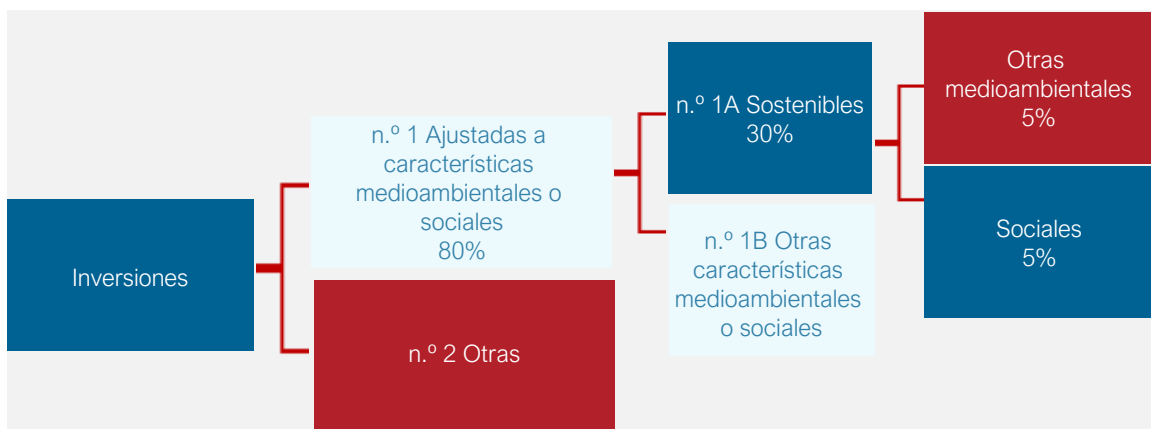 Inversiones
n.º 1 Ajustadas a
características
medioambientales o
sociales
80%
n.º 2 Otras
n.º 1A Sostenibles
30%
n.º 1B Otras
características
medioambientales
o sociales
Otras
medioambientales
5%
Sociales
5%